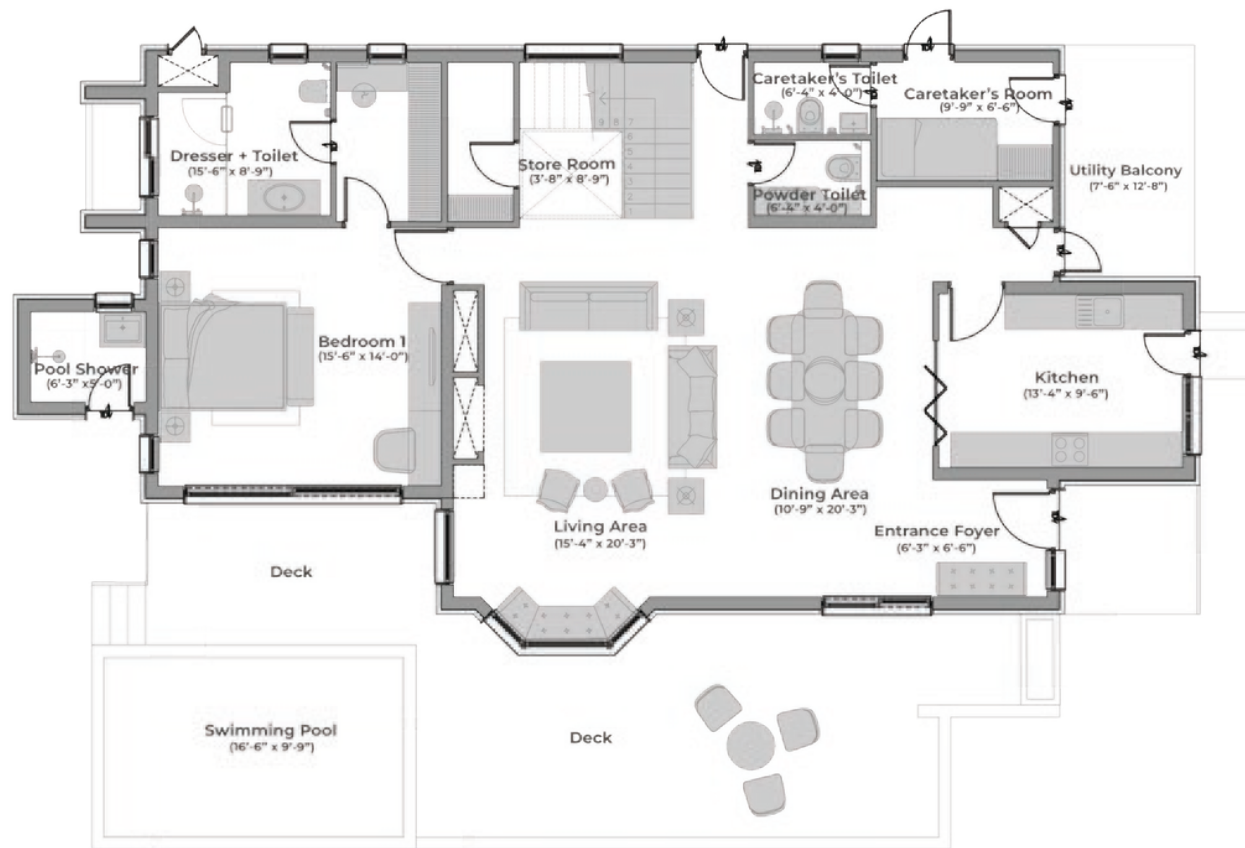 Caretaker's Toilet
(6'-4" x 4'-0")
Caretaker's Room
(9'-9" x 6'-6")
Dresser + Toilet
(15'-6" x 8'-9")
Store Room
(3'-8" x 8'-9")
Powder Toilet
(6'-4" x 4'-0")
Utility Balcony
(7'-6" x 12'-8")
Bedroom 1
(15'-6" x 14'-0")
Pool Shower
(6'-3" x 5'-0")
Kitchen
(13'-4" x 9'-6")
Dining Area
(10'-9" x 20'-3")
Living Area
(15'-4" x 20'-3")
Entrance Foyer
(6'-3" x 6'-6")
Deck
Swimming Pool
(16'-6" x 9'-9")
Deck